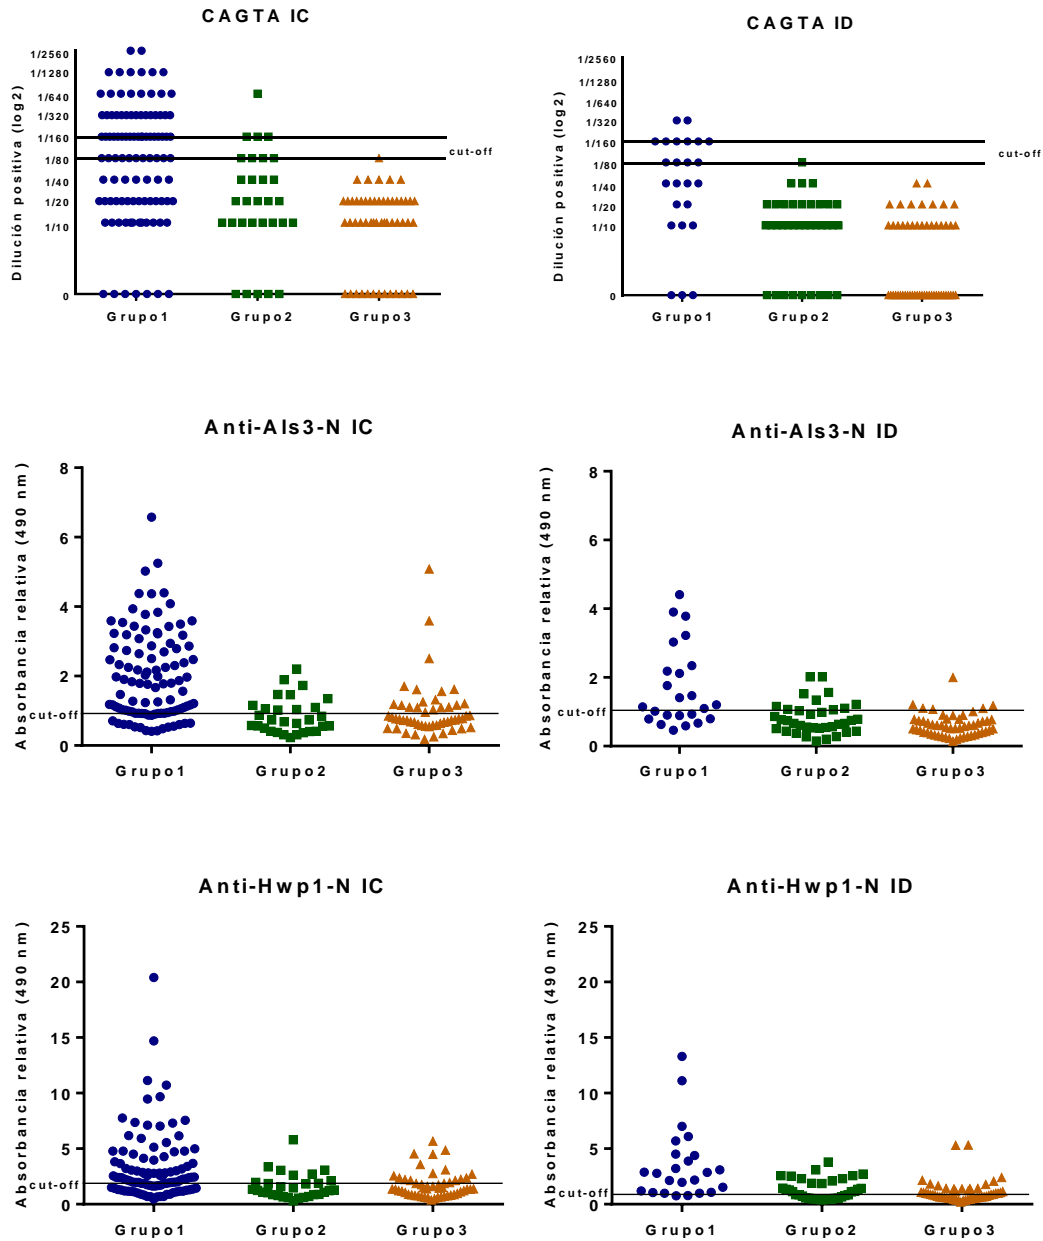 CAGTA IC
Dilución positiva (log2)
1/2560
1/1280
1/640
1/320
1/160
1/80
1/40
1/20
1/10
0
cut-off
Grupo1
Grupo2
Grupo3
CAGTA ID
Dilución positiva (log2)
1/2560
1/1280
1/640
1/320
1/160
1/80
1/40
1/20
1/10
0
cut-off
Grupo1
Grupo2
Grupo3
Anti-Als3-N IC
Absorbancia relativa (490 nm)
8
6
4
2
cut-off
0
Grupo1
Grupo2
Grupo3
Anti-Als3-N ID
Absorbancia relativa (490 nm)
8
6
4
2
cut-off
0
Grupo1
Grupo2
Grupo3
Anti-Hwp1-N IC
Absorbancia relativa (490 nm)
25
20
15
10
5
cut-off
0
Grupo1
Grupo2
Grupo3
Anti-Hwp1-N ID
Absorbancia relativa (490 nm)
25
20
15
10
5
cut-off
0
Grupo1
Grupo2
Grupo3